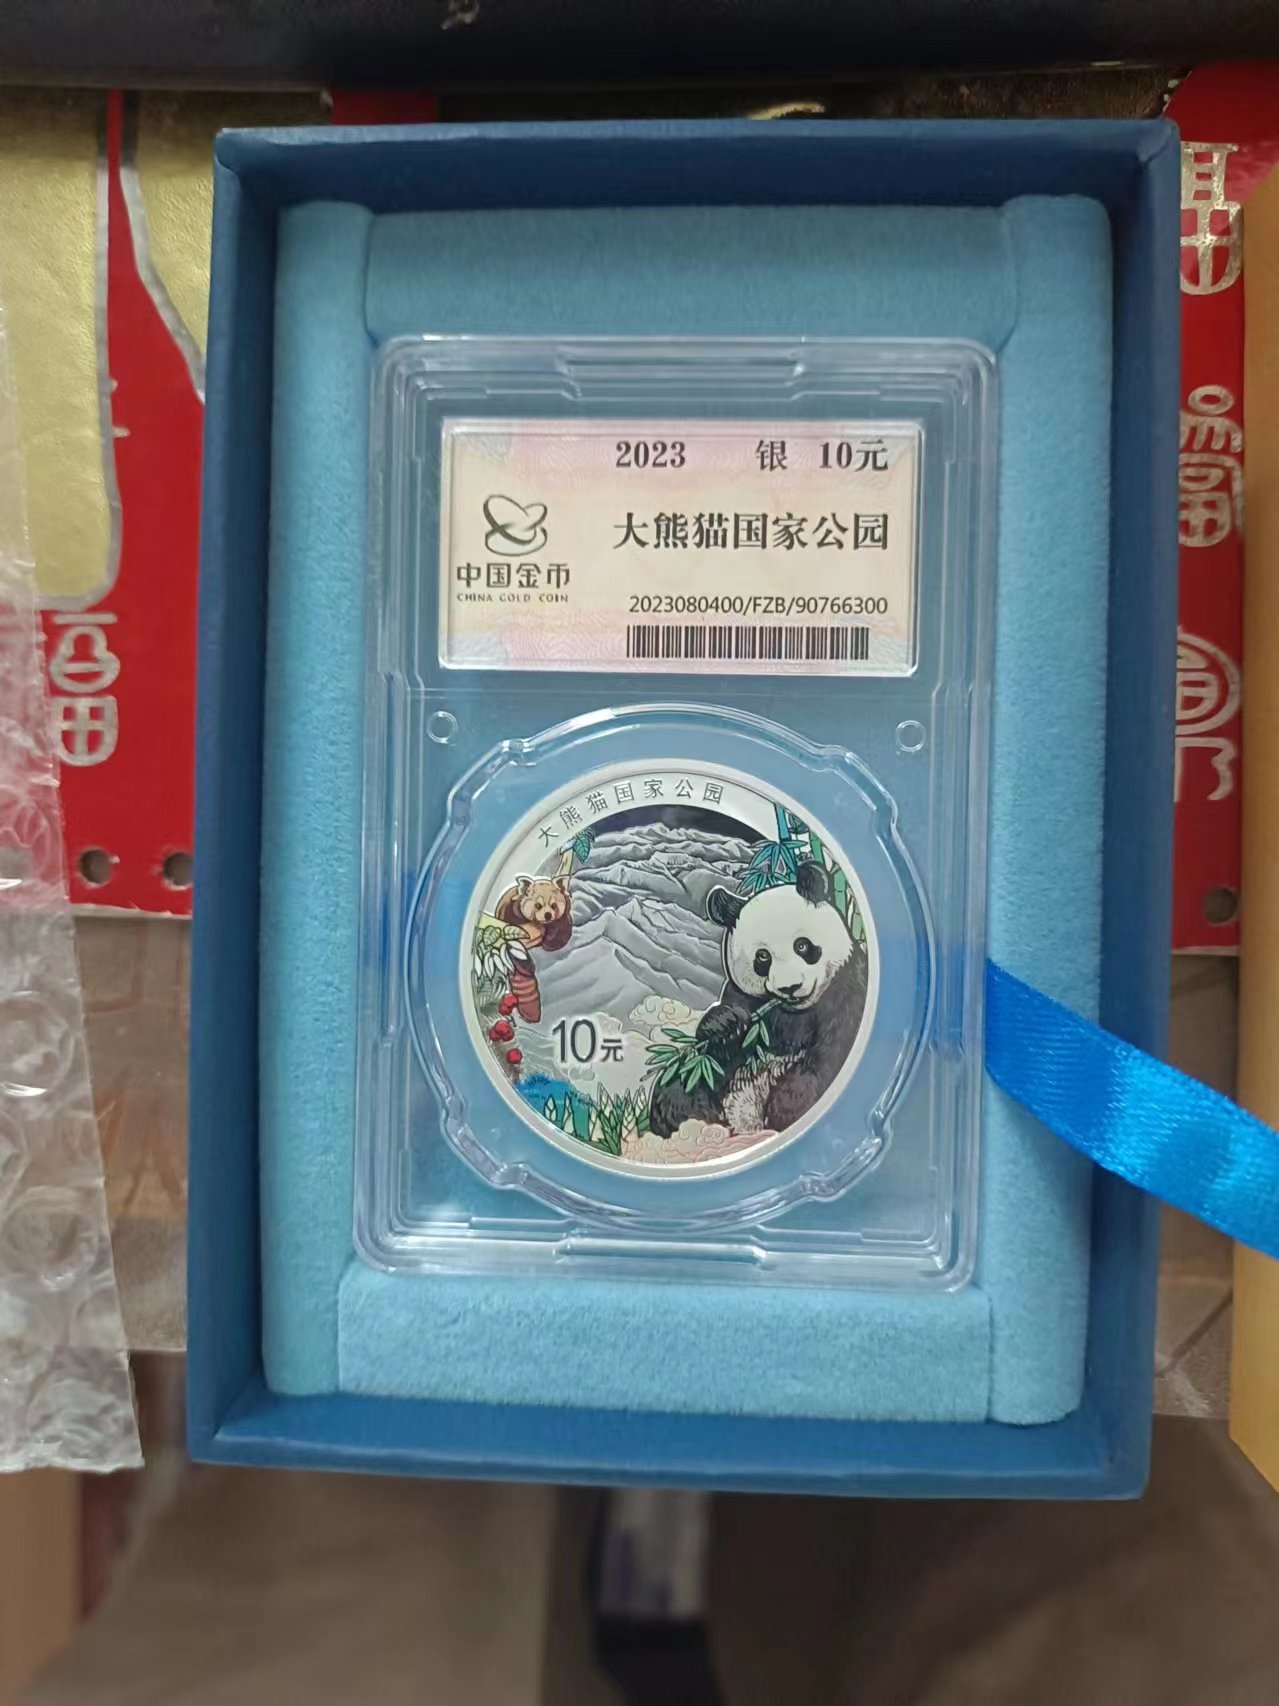 2023 银 10元
大熊猫国家公园
中国金币
CHINA GOLD COIN
2023080400/FZB/90766300
大熊猫国家公园
10元
福